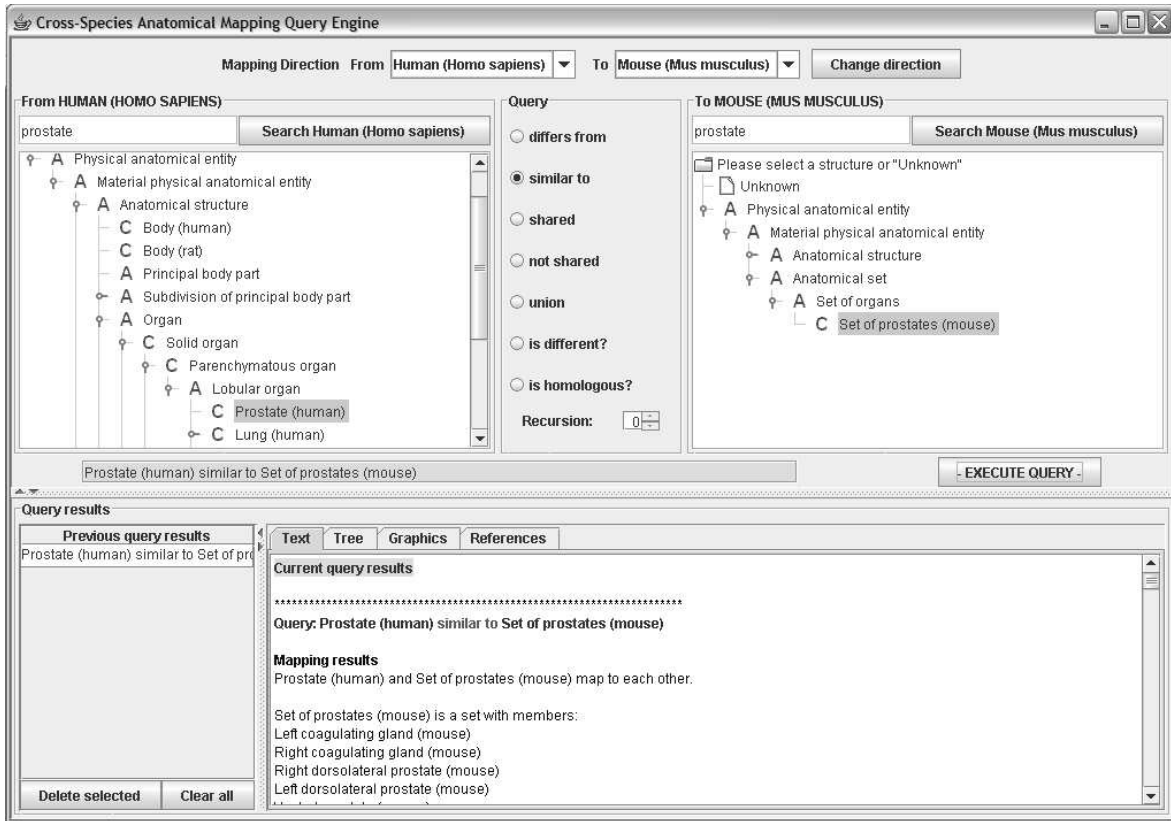 Cross-Species Anatomical Mapping Query Engine
Mapping Direction From Human (Homo sapiens) To Mouse (Mus musculus) Change direction
From HUMAN (HOMO SAPIENS)
prostate Search Human (Homo sapiens)
Physical anatomical entity
A Material physical anatomical entity
A Anatomical structure
C Body (human)
C Body (rat)
A Principal body part
A Subdivision of principal body part
A Organ
C Solid organ
C Parenchymatous organ
A Lobular organ
C Prostate (human)
C Lung (human)
Query
differs from
similar to
shared
not shared
union
is different?
is homologous?
Recursion: 0
To MOUSE (MUS MUSCULUS)
prostate Search Mouse (Mus musculus)
Please select a structure or "Unknown"
Unknown
A Physical anatomical entity
A Material physical anatomical entity
A Anatomical structure
A Anatomical set
A Set of organs
C Set of prostates (mouse)
Prostate (human) similar to Set of prostates (mouse)
- EXECUTE QUERY -
Query results
Previous query results
Prostate (human) similar to Set of pro
Delete selected Clear all
Text Tree Graphics References
Current query results
************************************************************************
Query: Prostate (human) similar to Set of prostates (mouse)
Mapping results
Prostate (human) and Set of prostates (mouse) map to each other.
Set of prostates (mouse) is a set with members:
Left coagulating gland (mouse)
Right coagulating gland (mouse)
Right dorsolateral prostate (mouse)
Left dorsolateral prostate (mouse)